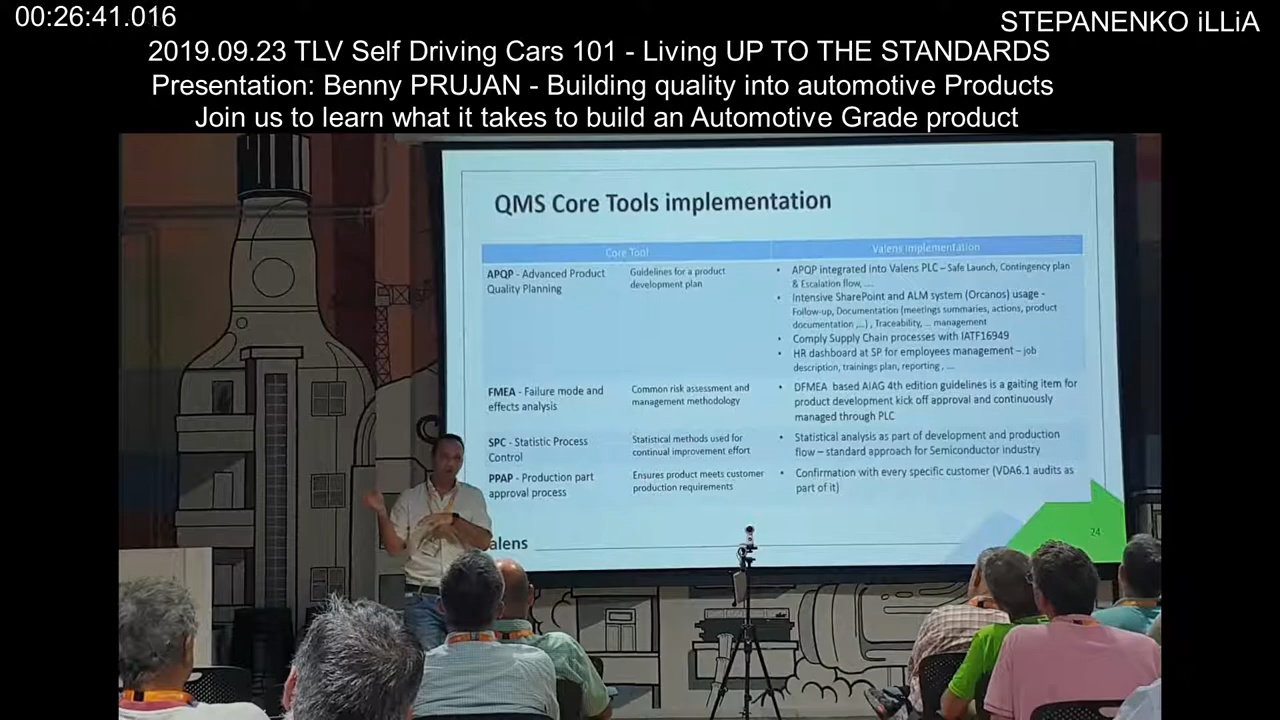 00:26:41.016
STEPANENKO iLLiA
2019.09.23 TLV Self Driving Cars 101 - Living UP TO THE STANDARDS
Presentation: Benny PRUJAN - Building quality into automotive Products
Join us to learn what it takes to build an Automotive Grade product
QMS Core Tools implementation
Core Tool
Valens Implementation
APQP - Advanced Product
Quality Planning
Guidelines for a product
development plan
• APQP integrated into Valens PLC – Safe Launch, Contingency plan
& Escalation flow, ....
• Intensive SharePoint and ALM system (Orcanos) usage -
Follow-up, Documentation (meetings summaries, actions, product
documentation ,...) , Traceability, .. management
• Comply Supply Chain processes with IATF16949
• HR dashboard at SP for employees management – job
description, trainings plan, reporting , ...
FMEA - Failure mode and
effects analysis
Common risk assessment and
management methodology
• DFMEA based AIAG 4th edition guidelines is a gaiting item for
product development kick off approval and continuously
managed through PLC
SPC - Statistic Process
Control
Statistical methods used for
continual improvement effort
• Statistical analysis as part of development and production
flow – standard approach for Semiconductor industry
PPAP - Production part
approval process
Ensures product meets customer
production requirements
• Confirmation with every specific customer (VDA6.1 audits as
part of it)
alens
24